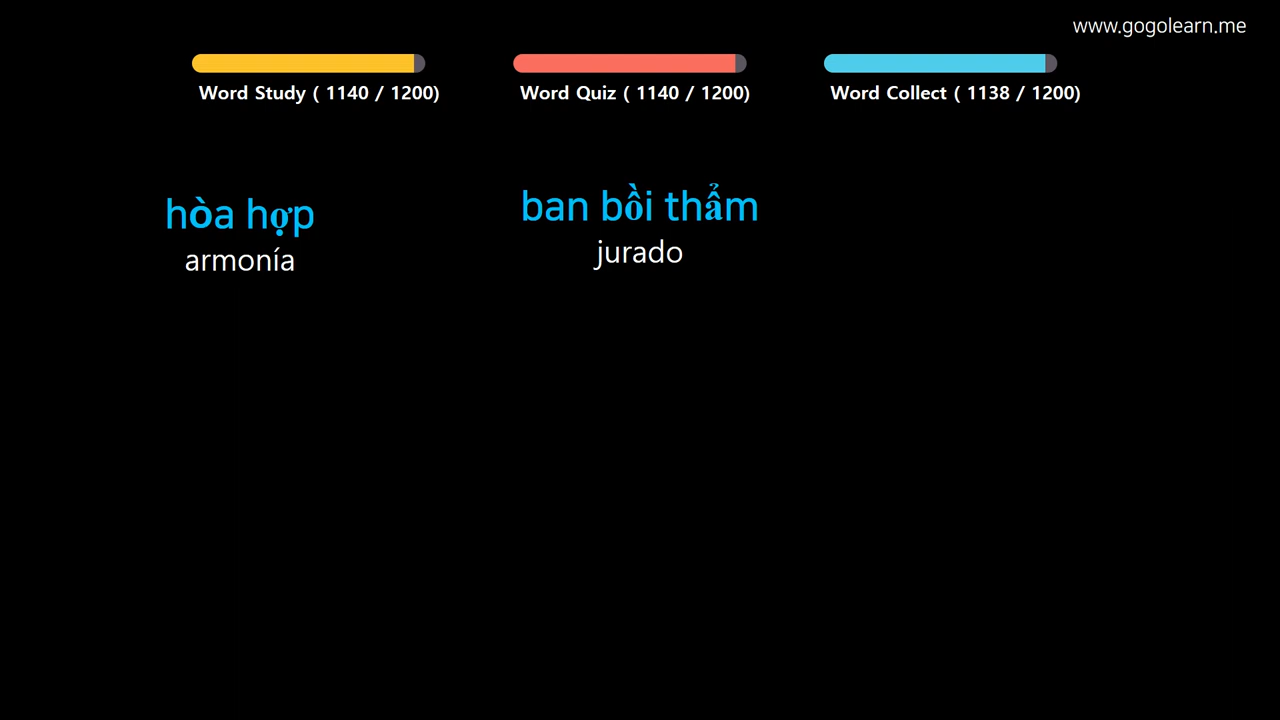 www.gogolearn.me
Word Study ( 1140 / 1200)
Word Quiz ( 1140 / 1200)
Word Collect ( 1138 / 1200)
hòa hợp
armonía
ban bồi thẩm
jurado